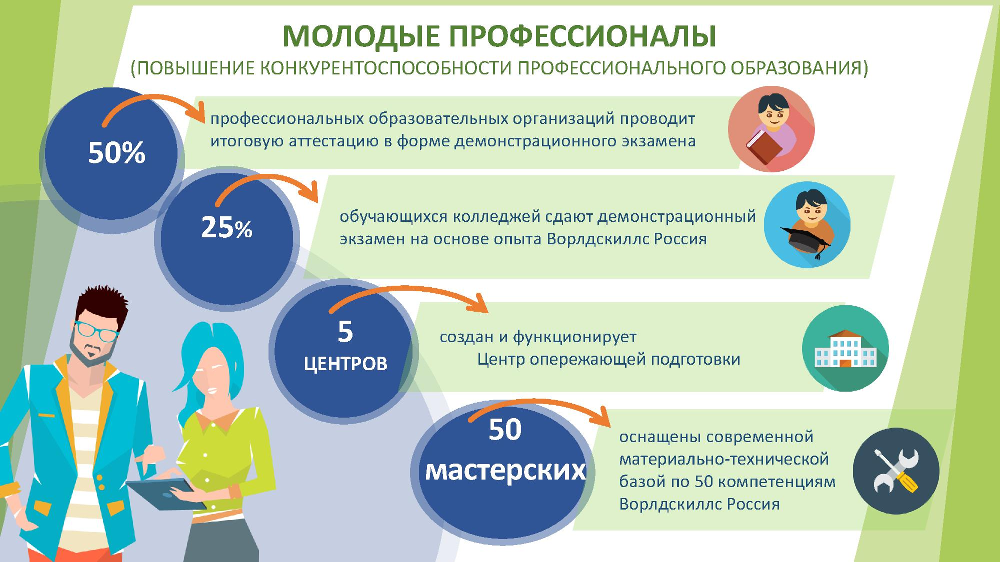 МОЛОДЫЕ ПРОФЕССИОНАЛЫ
(ПОВЫШЕНИЕ КОНКУРЕНТОСПОСОБНОСТИ ПРОФЕССИОНАЛЬНОГО ОБРАЗОВАНИЯ)
50%
профессиональных образовательных организаций проводит
итоговую аттестацию в форме демонстрационного экзамена
25%
обучающихся колледжей сдают демонстрационный
экзамен на основе опыта Ворлдскиллс Россия
5
ЦЕНТРОВ
создан и функционирует
Центр опережающей подготовки
50
мастерских
оснащены современной
материально-технической
базой по 50 компетенциям
Ворлдскиллс Россия